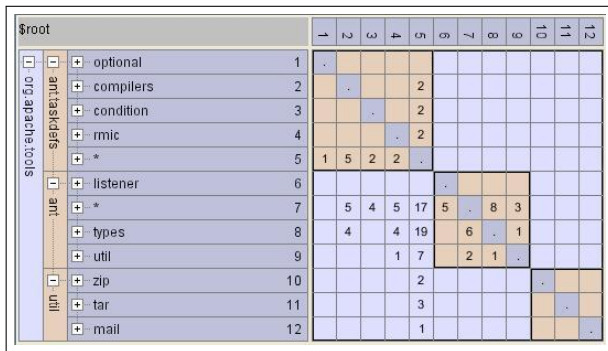 $root 1 2 3 4 5 6 7 8 9 10 11 12
org.apache.tools
ant.taskdefs
optional 1 .
compilers 2 . 2
condition 3 . 2
rmic 4 . 2
* 5 1 5 2 2 .
ant
listener 6 .
* 7 5 4 5 17 5 . 8 3
types 8 4 4 19 6 . 1
util 9 1 7 2 1 .
util
zip 10 2 .
tar 11 3 .
mail 12 1 .